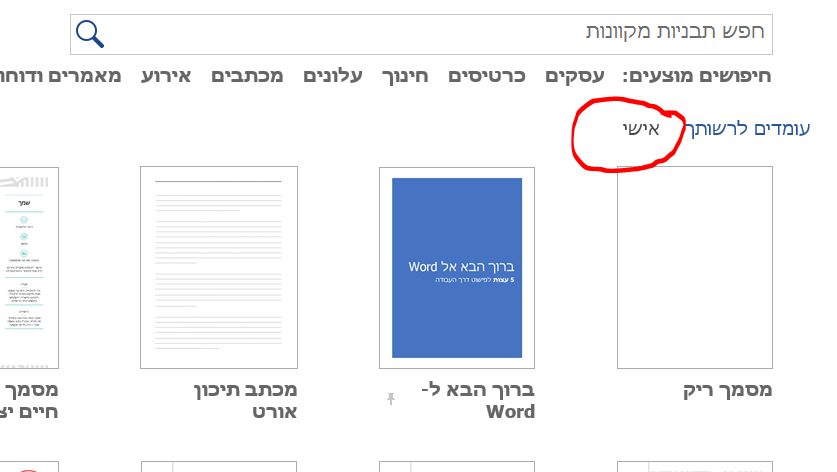 חפש תבניות מקוונות
חיפושים מוצעים: עסקים כרטיסים חינוך עלונים מכתבים אירוע מאמרים ודוחו
עומדים לרשותך אישי
שמך
ברוך הבא אל Word
5 עצות לפישוט דרך העבודה
מסמך ריק
ברוך הבא ל-
Word
מכתב תיכון
אורט
מסמך
חיים יצ